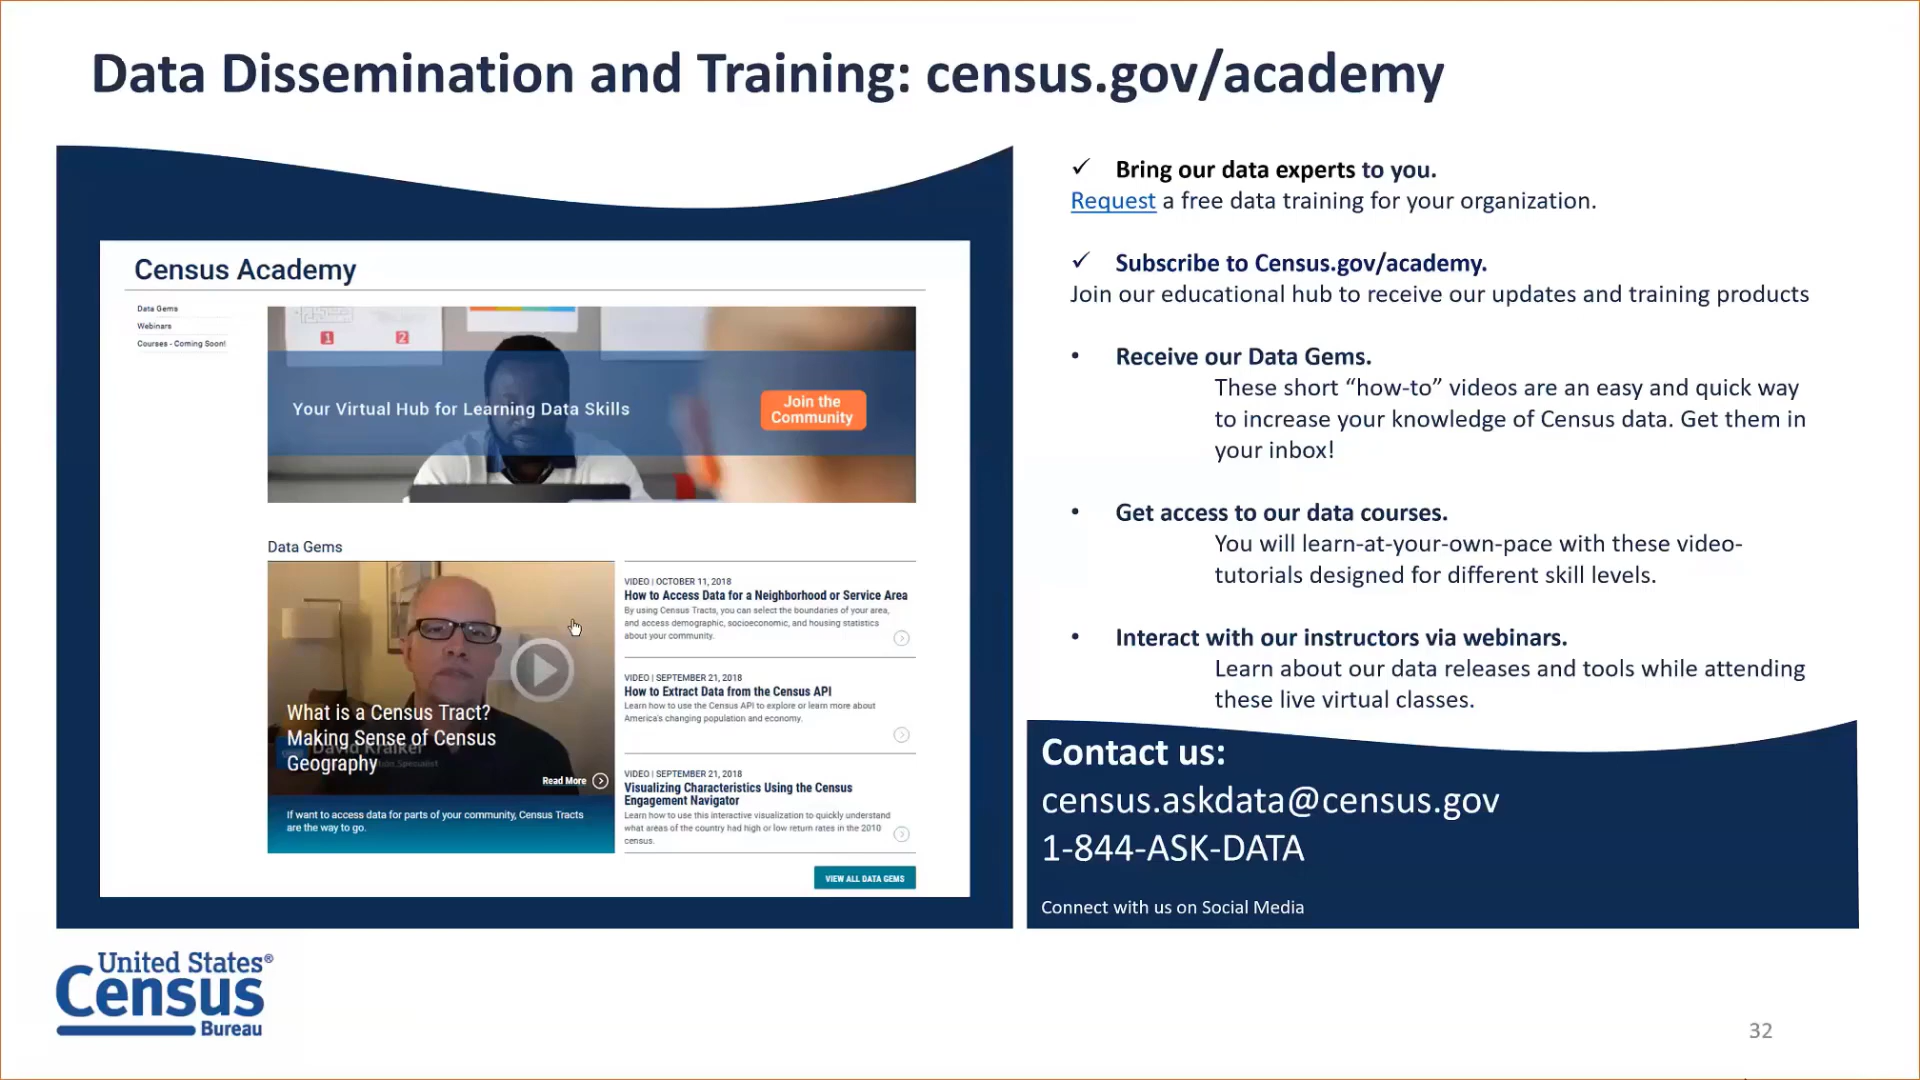 Data Dissemination and Training: census.gov/academy
Census Academy
Data Gems
Webinars
Courses - Coming Soon!
1
2
Your Virtual Hub for Learning Data Skills
Join the
Community
Data Gems
What is a Census Tract?
Making Sense of Census
Geography
David Kraiker
Read More
If want to access data for parts of your community, Census Tracts
are the way to go.
VIDEO | OCTOBER 11, 2018
How to Access Data for a Neighborhood or Service Area
By using Census Tracts, you can select the boundaries of your area,
and access demographic, socioeconomic, and housing statistics
about your community.
VIDEO | SEPTEMBER 21, 2018
How to Extract Data from the Census API
Learn how to use the Census API to explore or learn more about
America's changing population and economy.
VIDEO | SEPTEMBER 21, 2018
Visualizing Characteristics Using the Census
Engagement Navigator
Learn how to use this interactive visualization to quickly understand
what areas of the country had high or low return rates in the 2010
census.
VIEW ALL DATA GEMS
✓ Bring our data experts to you.
Request a free data training for your organization.
✓ Subscribe to Census.gov/academy.
Join our educational hub to receive our updates and training products
• Receive our Data Gems.
These short “how-to” videos are an easy and quick way
to increase your knowledge of Census data. Get them in
your inbox!
• Get access to our data courses.
You will learn-at-your-own-pace with these video-
tutorials designed for different skill levels.
• Interact with our instructors via webinars.
Learn about our data releases and tools while attending
these live virtual classes.
Contact us:
census.askdata@census.gov
1-844-ASK-DATA
Connect with us on Social Media
United States®
Census
Bureau
32